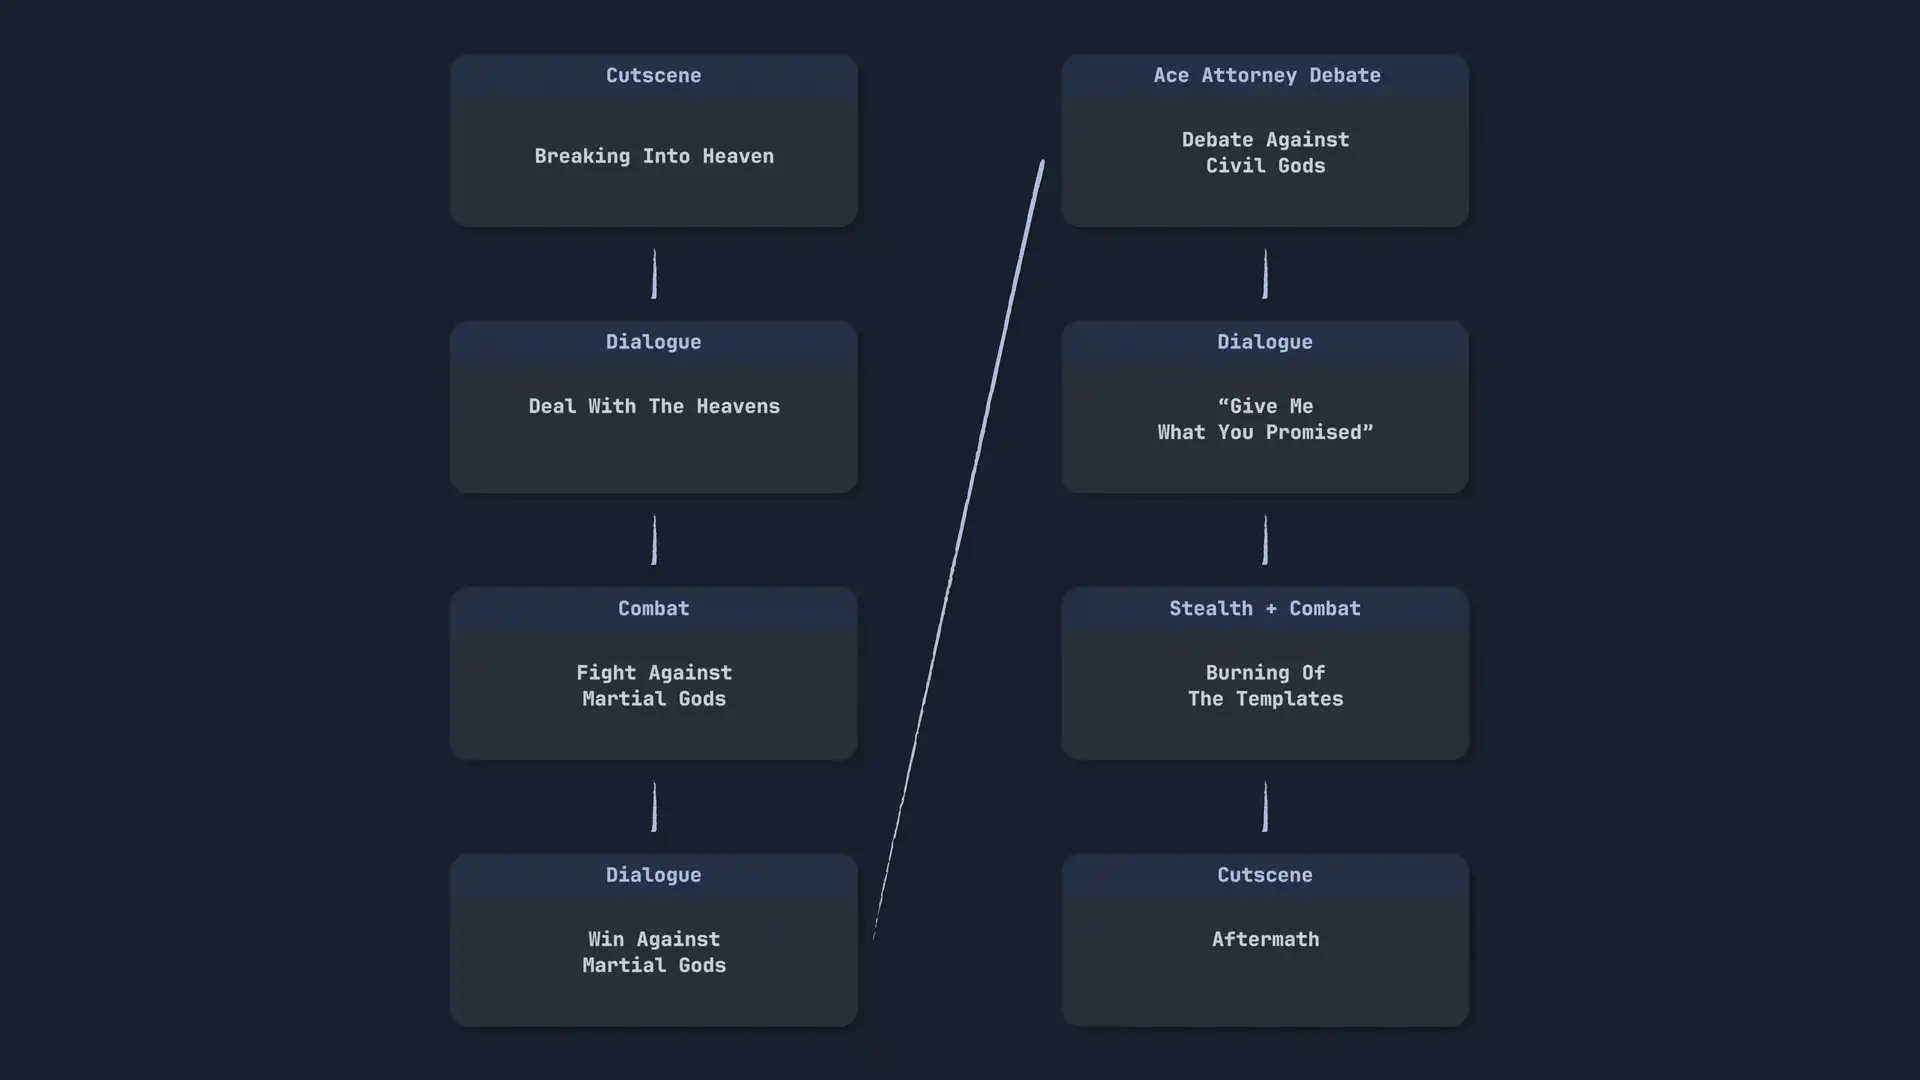 Cutscene
Breaking Into Heaven
Dialogue
Deal With The Heavens
Combat
Fight Against
Martial Gods
Dialogue
Win Against
Martial Gods
Ace Attorney Debate
Debate Against
Civil Gods
Dialogue
“Give Me
What You Promised”
Stealth + Combat
Burning Of
The Templates
Cutscene
Aftermath